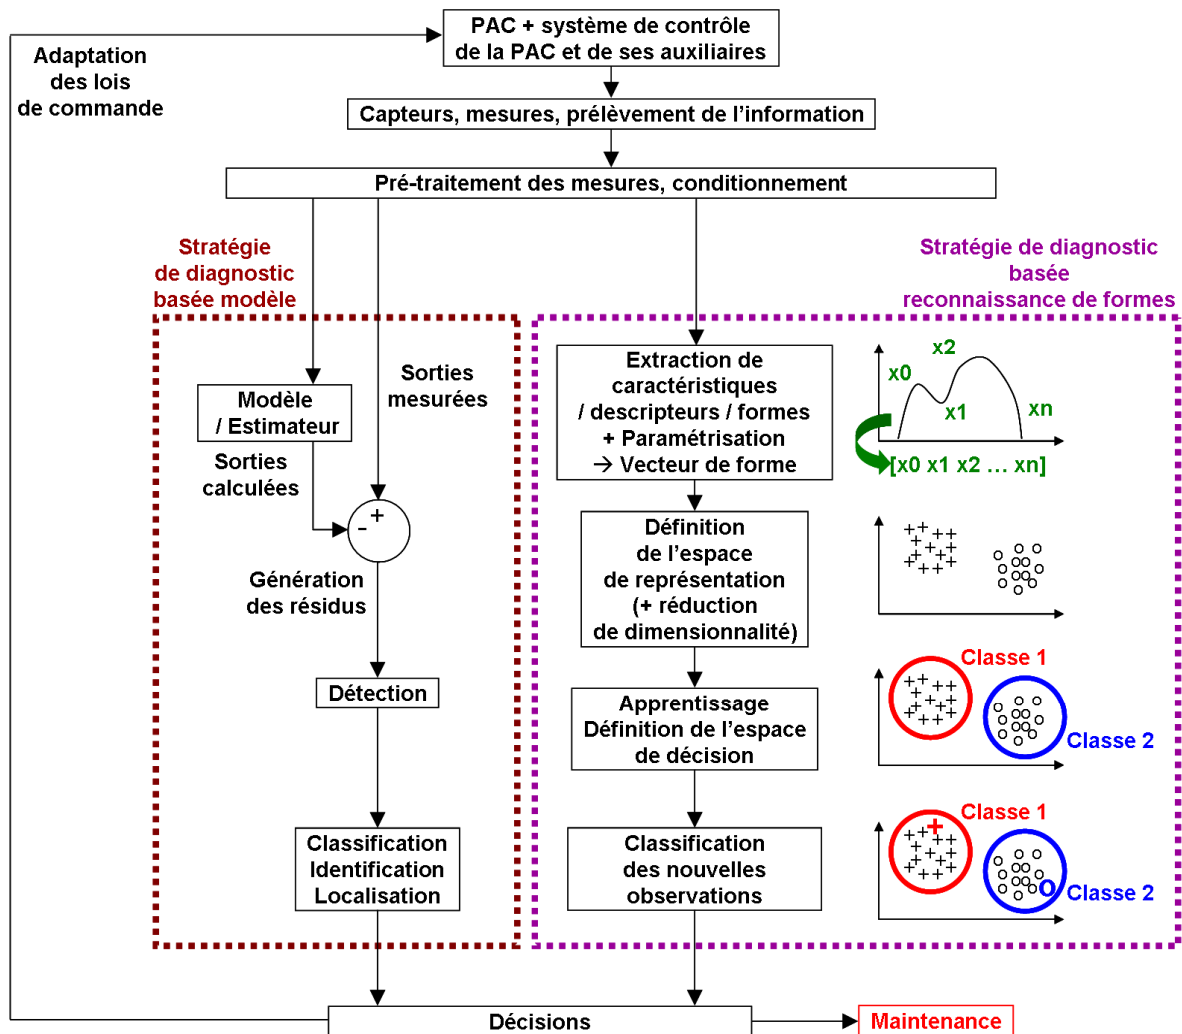 PAC + système de contrôle
de la PAC et de ses auxiliaires
Adaptation
des lois
de commande
Capteurs, mesures, prélèvement de l'information
Pré-traitement des mesures, conditionnement
Stratégie
de diagnostic
basée modèle
Modèle
/ Estimateur
Sorties
mesurées
Sorties
calculées
- +
Génération
des résidus
Détection
Classification
Identification
Localisation
Stratégie de diagnostic
basée
reconnaissance de formes
Extraction de
caractéristiques
/ descripteurs / formes
+ Paramétrisation
→ Vecteur de forme
x0
x2
x1
xn
[x0 x1 x2 … xn]
Définition
de l'espace
de représentation
(+ réduction
de dimensionnalité)
Apprentissage
Définition de l'espace
de décision
Classe 1
Classe 2
Classification
des nouvelles
observations
Classe 1
Classe 2
Décisions
Maintenance